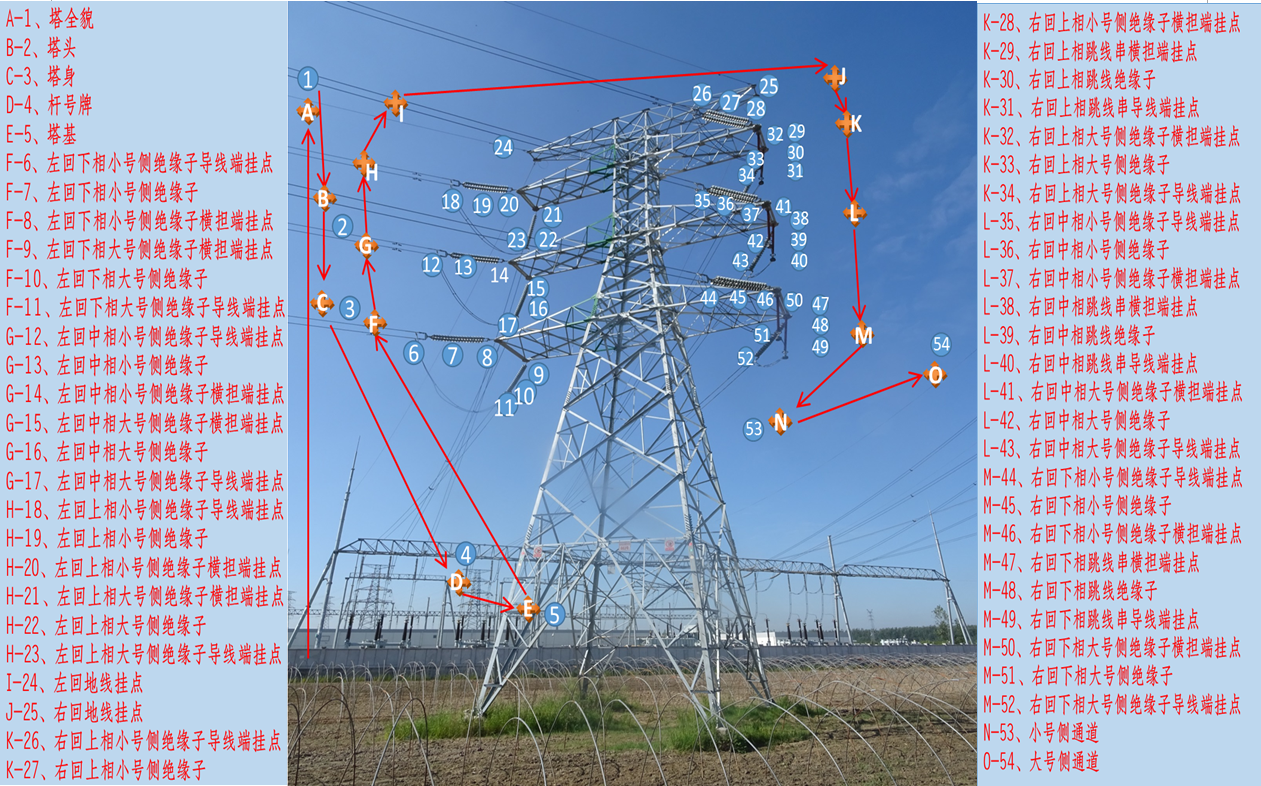 A-1、塔全貌
B-2、塔头
C-3、塔身
D-4、杆号牌
E-5、塔基
F-6、左回下相小号侧绝缘子导线端挂点
F-7、左回下相小号侧绝缘子
F-8、左回下相小号侧绝缘子横担端挂点
F-9、左回下相大号侧绝缘子横担端挂点
F-10、左回下相大号侧绝缘子
F-11、左回下相大号侧绝缘子导线端挂点
G-12、左回中相小号侧绝缘子导线端挂点
G-13、左回中相小号侧绝缘子
G-14、左回中相小号侧绝缘子横担端挂点
G-15、左回中相大号侧绝缘子横担端挂点
G-16、左回中相大号侧绝缘子
G-17、左回中相大号侧绝缘子导线端挂点
H-18、左回上相小号侧绝缘子导线端挂点
H-19、左回上相小号侧绝缘子
H-20、左回上相小号侧绝缘子横担端挂点
H-21、左回上相大号侧绝缘子横担端挂点
H-22、左回上相大号侧绝缘子
H-23、左回上相大号侧绝缘子导线端挂点
I-24、左回地线挂点
J-25、右回地线挂点
K-26、右回上相小号侧绝缘子导线端挂点
K-27、右回上相小号侧绝缘子
1
A
B
2
C
3
I
H
G
F
24
18
19
20
21
22
23
12
13
14
15
16
17
6
7
8
9
10
11
4
D
E
5
25
26
27
28
32
29
30
31
33
34
35
36
37
41
38
39
40
42
43
44
45
46
50
47
48
49
51
52
J
K
L
M
N
53
O
54
K-28、右回上相小号侧绝缘子横担端挂点
K-29、右回上相跳线串横担端挂点
K-30、右回上相跳线绝缘子
K-31、右回上相跳线串导线端挂点
K-32、右回上相大号侧绝缘子横担端挂点
K-33、右回上相大号侧绝缘子
K-34、右回上相大号侧绝缘子导线端挂点
L-35、右回中相小号侧绝缘子导线端挂点
L-36、右回中相小号侧绝缘子
L-37、右回中相小号侧绝缘子横担端挂点
L-38、右回中相跳线串横担端挂点
L-39、右回中相跳线绝缘子
L-40、右回中相跳线串导线端挂点
L-41、右回中相大号侧绝缘子横担端挂点
L-42、右回中相大号侧绝缘子
L-43、右回中相大号侧绝缘子导线端挂点
M-44、右回下相小号侧绝缘子导线端挂点
M-45、右回下相小号侧绝缘子
M-46、右回下相小号侧绝缘子横担端挂点
M-47、右回下相跳线串横担端挂点
M-48、右回下相跳线绝缘子
M-49、右回下相跳线串导线端挂点
M-50、右回下相大号侧绝缘子横担端挂点
M-51、右回下相大号侧绝缘子
M-52、右回下相大号侧绝缘子导线端挂点
N-53、小号侧通道
O-54、大号侧通道